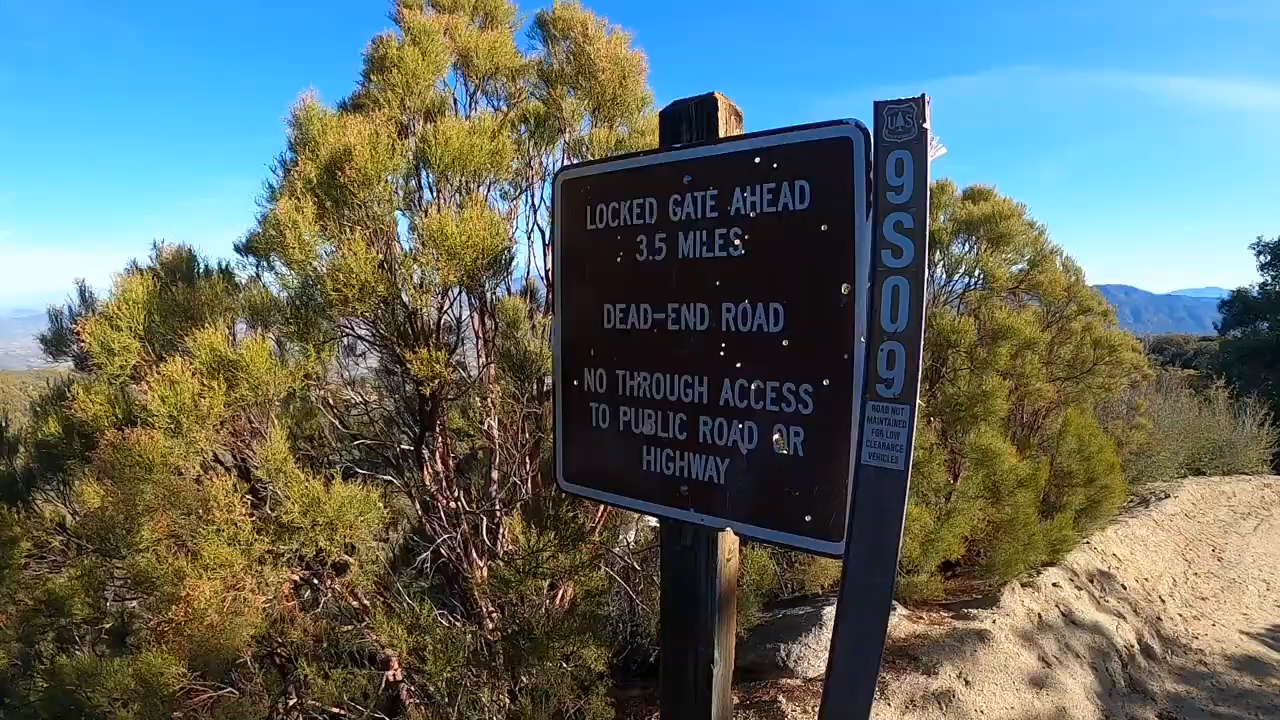 LOCKED GATE AHEAD
3.5 MILES
DEAD-END ROAD
NO THROUGH ACCESS
TO PUBLIC ROAD OR
HIGHWAY
US
9S09
ROAD NOT
MAINTAINED
FOR LOW
CLEARANCE
VEHICLES